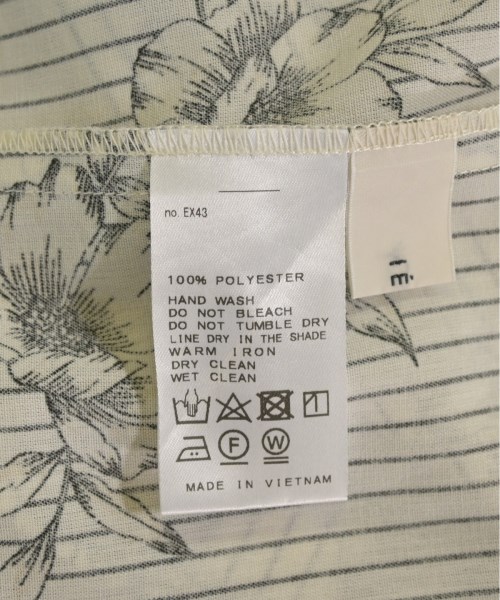 no. EX43
100% POLYESTER
HAND WASH
DO NOT BLEACH
DO NOT TUMBLE DRY
LINE DRY IN THE SHADE
WARM IRON
DRY CLEAN
WET CLEAN
F W
MADE IN VIETNAM
IÉ